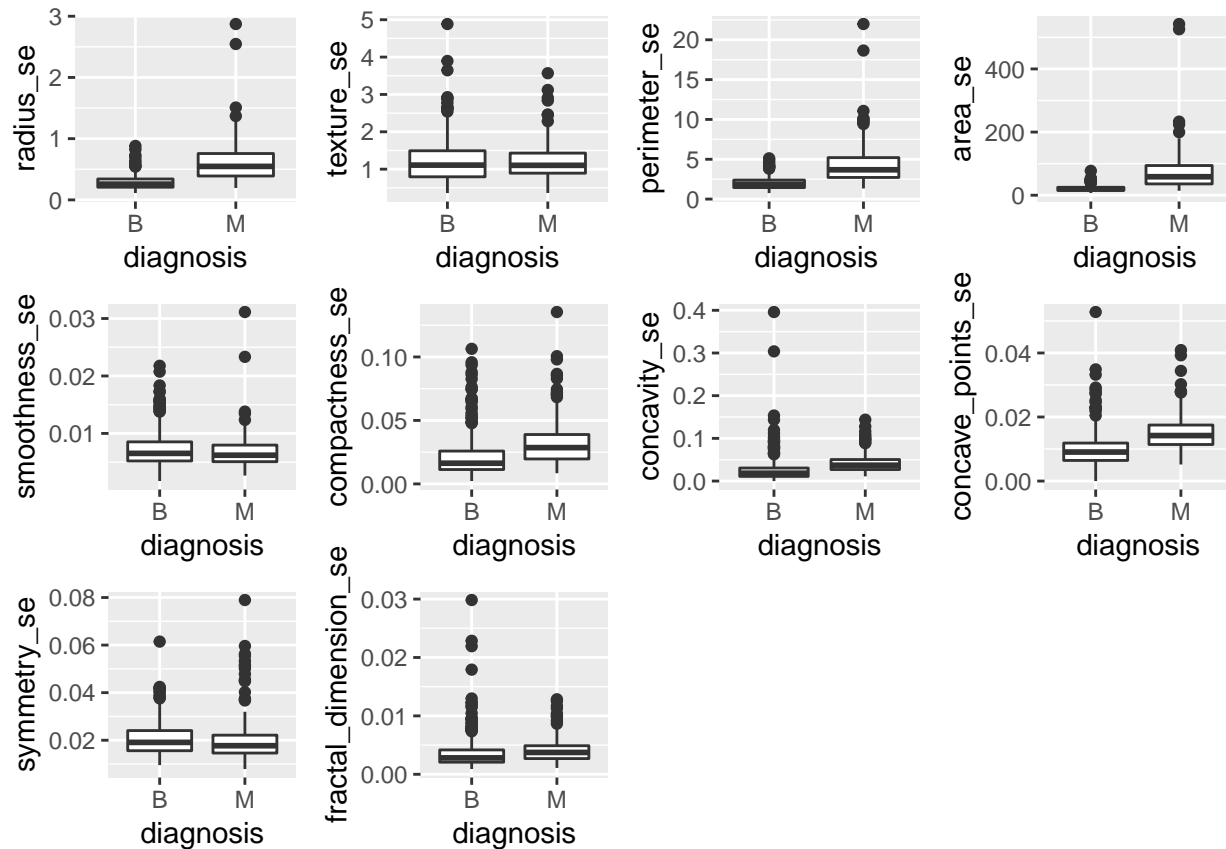 radius_se
3
2
1
0
B
M
diagnosis
texture_se
5
4
3
2
1
B
M
diagnosis
perimeter_se
20
15
10
5
0
B
M
diagnosis
area_se
400
200
0
B
M
diagnosis
smoothness_se
0.03
0.02
0.01
B
M
diagnosis
compactness_se
0.10
0.05
0.00
B
M
diagnosis
concavity_se
0.4
0.3
0.2
0.1
0.0
B
M
diagnosis
concave_points_se
0.04
0.02
0.00
B
M
diagnosis
symmetry_se
0.08
0.06
0.04
0.02
B
M
diagnosis
fractal_dimension_se
0.03
0.02
0.01
0.00
B
M
diagnosis